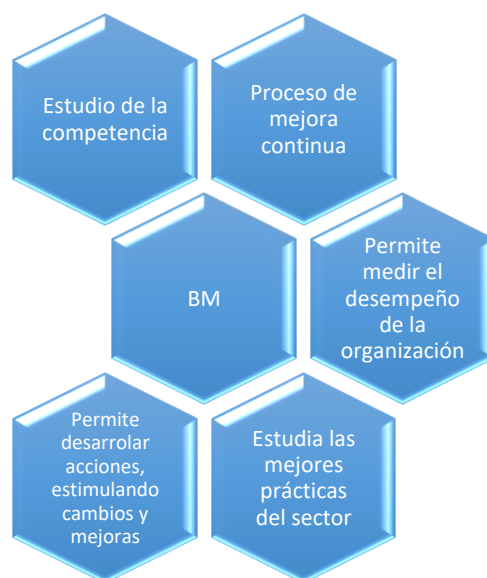 Estudio de la
competencia
Proceso de
mejora
continua
BM
Permite
medir el
desempeño
de la
organización
Permite
desarrolar
acciones,
estimulando
cambios y
mejoras
Estudia las
mejores
prácticas
del sector